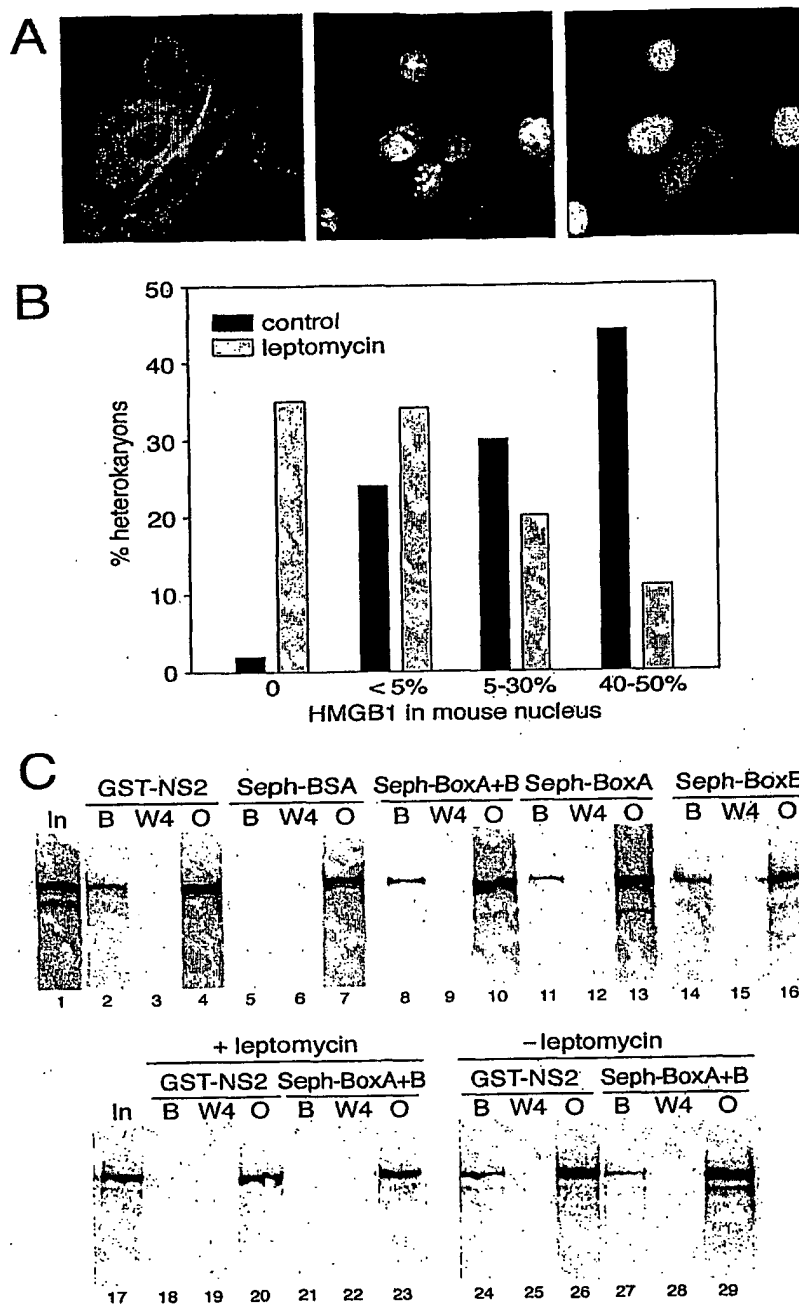 A
B
50
40
30
20
10
0
% heterokaryons
control
leptomycin
0 <5% 5-30% 40-50%
HMGB1 in mouse nucleus
C
GST-NS2 Seph-BSA Seph-BoxA+B Seph-BoxA Seph-BoxB
In B W4 O B W4 O B W4 O B W4 O B W4 O
1 2 3 4 5 6 7 8 9 10 11 12 13 14 15 16
+ leptomycin – leptomycin
GST-NS2 Seph-BoxA+B GST-NS2 Seph-BoxA+B
In B W4 O B W4 O B W4 O B W4 O
17 18 19 20 21 22 23 24 25 26 27 28 29